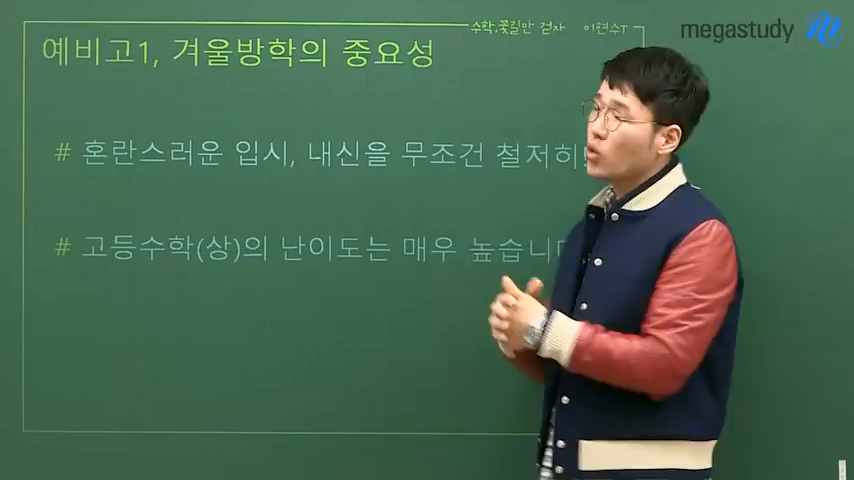 수학,꽃길만 걷자 이현수T
megastudy
예비고1, 겨울방학의 중요성
# 혼란스러운 입시, 내신을 무조건 철저히!
# 고등수학(상)의 난이도는 매우 높습니다